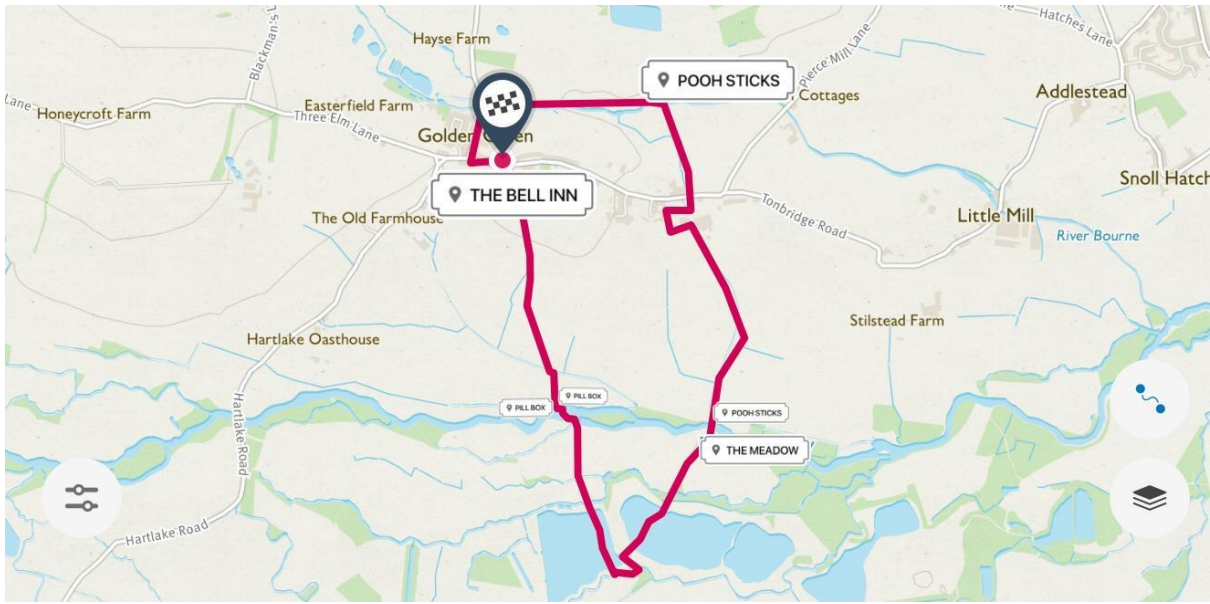 Hayse Farm
Blackman's L
Hatches Lane
Pierce Mill Lane
POOH STICKS
Cottages
Addlestead
Lane
Honeycroft Farm
Easterfield Farm
Three Elm Lane
Golden
Snoll Hatch
THE BELL INN
The Old Farmhouse
Tonbridge Road
Little Mill
River Bourne
Stilstead Farm
Hartlake Oasthouse
Hartlake Road
PILL BOX
PILL BOX
POOH STICKS
THE MEADOW
Hartlake Road